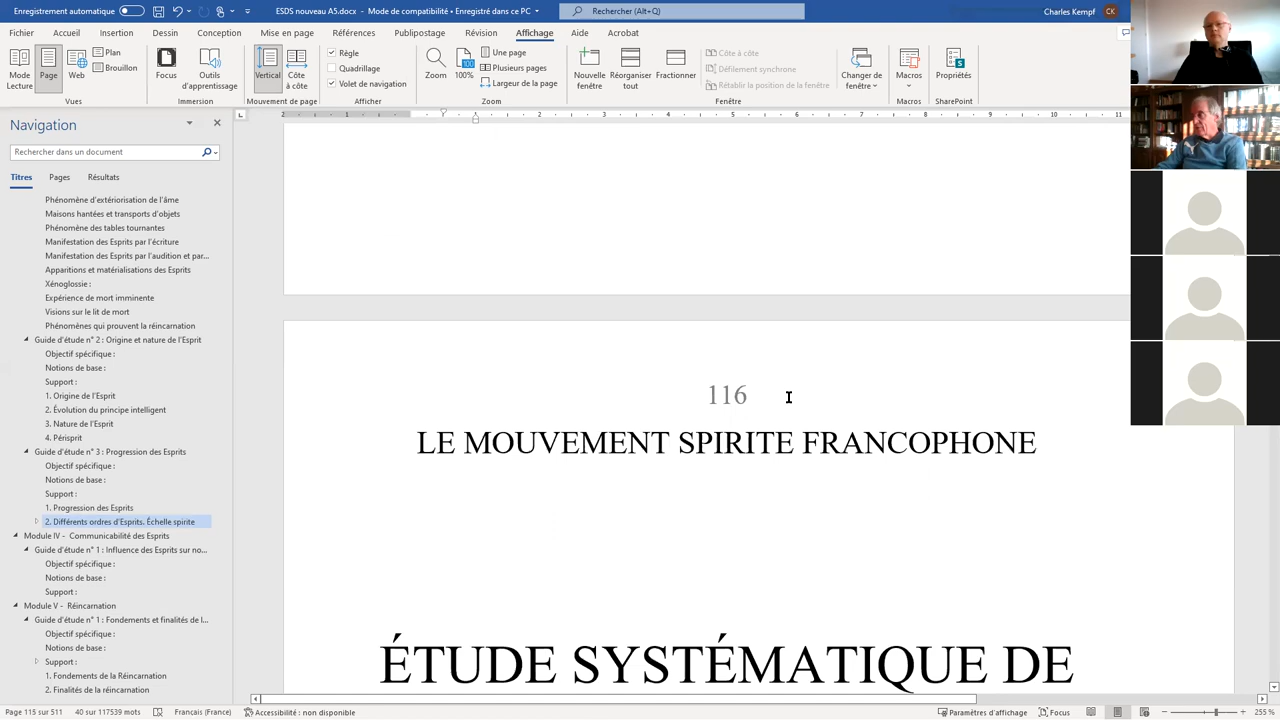 Enregistrement automatique
ESDS nouveau A5.docx • Mode de compatibilité • Enregistré dans ce PC
Rechercher (Alt+Q)
Charles Kempf CK
Fichier Accueil Insertion Dessin Conception Mise en page Références Publipostage Révision Affichage Aide Acrobat
Mode Lecture
Page
Web
Plan
Brouillon
Vues
Focus
Outils d'apprentissage
Immersion
Vertical
Côte à côte
Mouvement de page
Règle
Quadrillage
Volet de navigation
Afficher
Zoom
100%
Une page
Plusieurs pages
Largeur de la page
Zoom
Nouvelle fenêtre
Réorganiser tout
Fractionner
Côte à côte
Défilement synchrone
Rétablir la position de la fenêtre
Changer de fenêtre
Fenêtre
Macros
Macros
Propriétés
SharePoint
Navigation
Rechercher dans un document
Titres Pages Résultats
Phénomène d'extériorisation de l'âme
Maisons hantées et transports d'objets
Phénomène des tables tournantes
Manifestation des Esprits par l'écriture
Manifestation des Esprits par l'audition et par...
Apparitions et matérialisations des Esprits
Xénoglossie :
Expérience de mort imminente
Visions sur le lit de mort
Phénomènes qui prouvent la réincarnation
Guide d'étude n° 2 : Origine et nature de l'Esprit
Objectif spécifique :
Notions de base :
Support :
1. Origine de l'Esprit
2. Évolution du principe intelligent
3. Nature de l'Esprit
4. Périsprit
Guide d'étude n° 3 : Progression des Esprits
Objectif spécifique :
Notions de base :
Support :
1. Progression des Esprits
2. Différents ordres d'Esprits. Échelle spirite
Module IV - Communicabilité des Esprits
Guide d'étude n° 1 : Influence des Esprits sur no...
Objectif spécifique :
Notions de base :
Support :
Module V - Réincarnation
Guide d'étude n° 1 : Fondements et finalités de l...
Objectif spécifique :
Notions de base :
Support :
1. Fondements de la Réincarnation
2. Finalités de la réincarnation
2 1 1 2 3 4 5 6 7 8 9 10 11
116
LE MOUVEMENT SPIRITE FRANCOPHONE
ÉTUDE SYSTÉMATIQUE DE
Page 115 sur 511 40 sur 117539 mots Français (France) Accessibilité : non disponible Paramètres d'affichage Focus 255 %